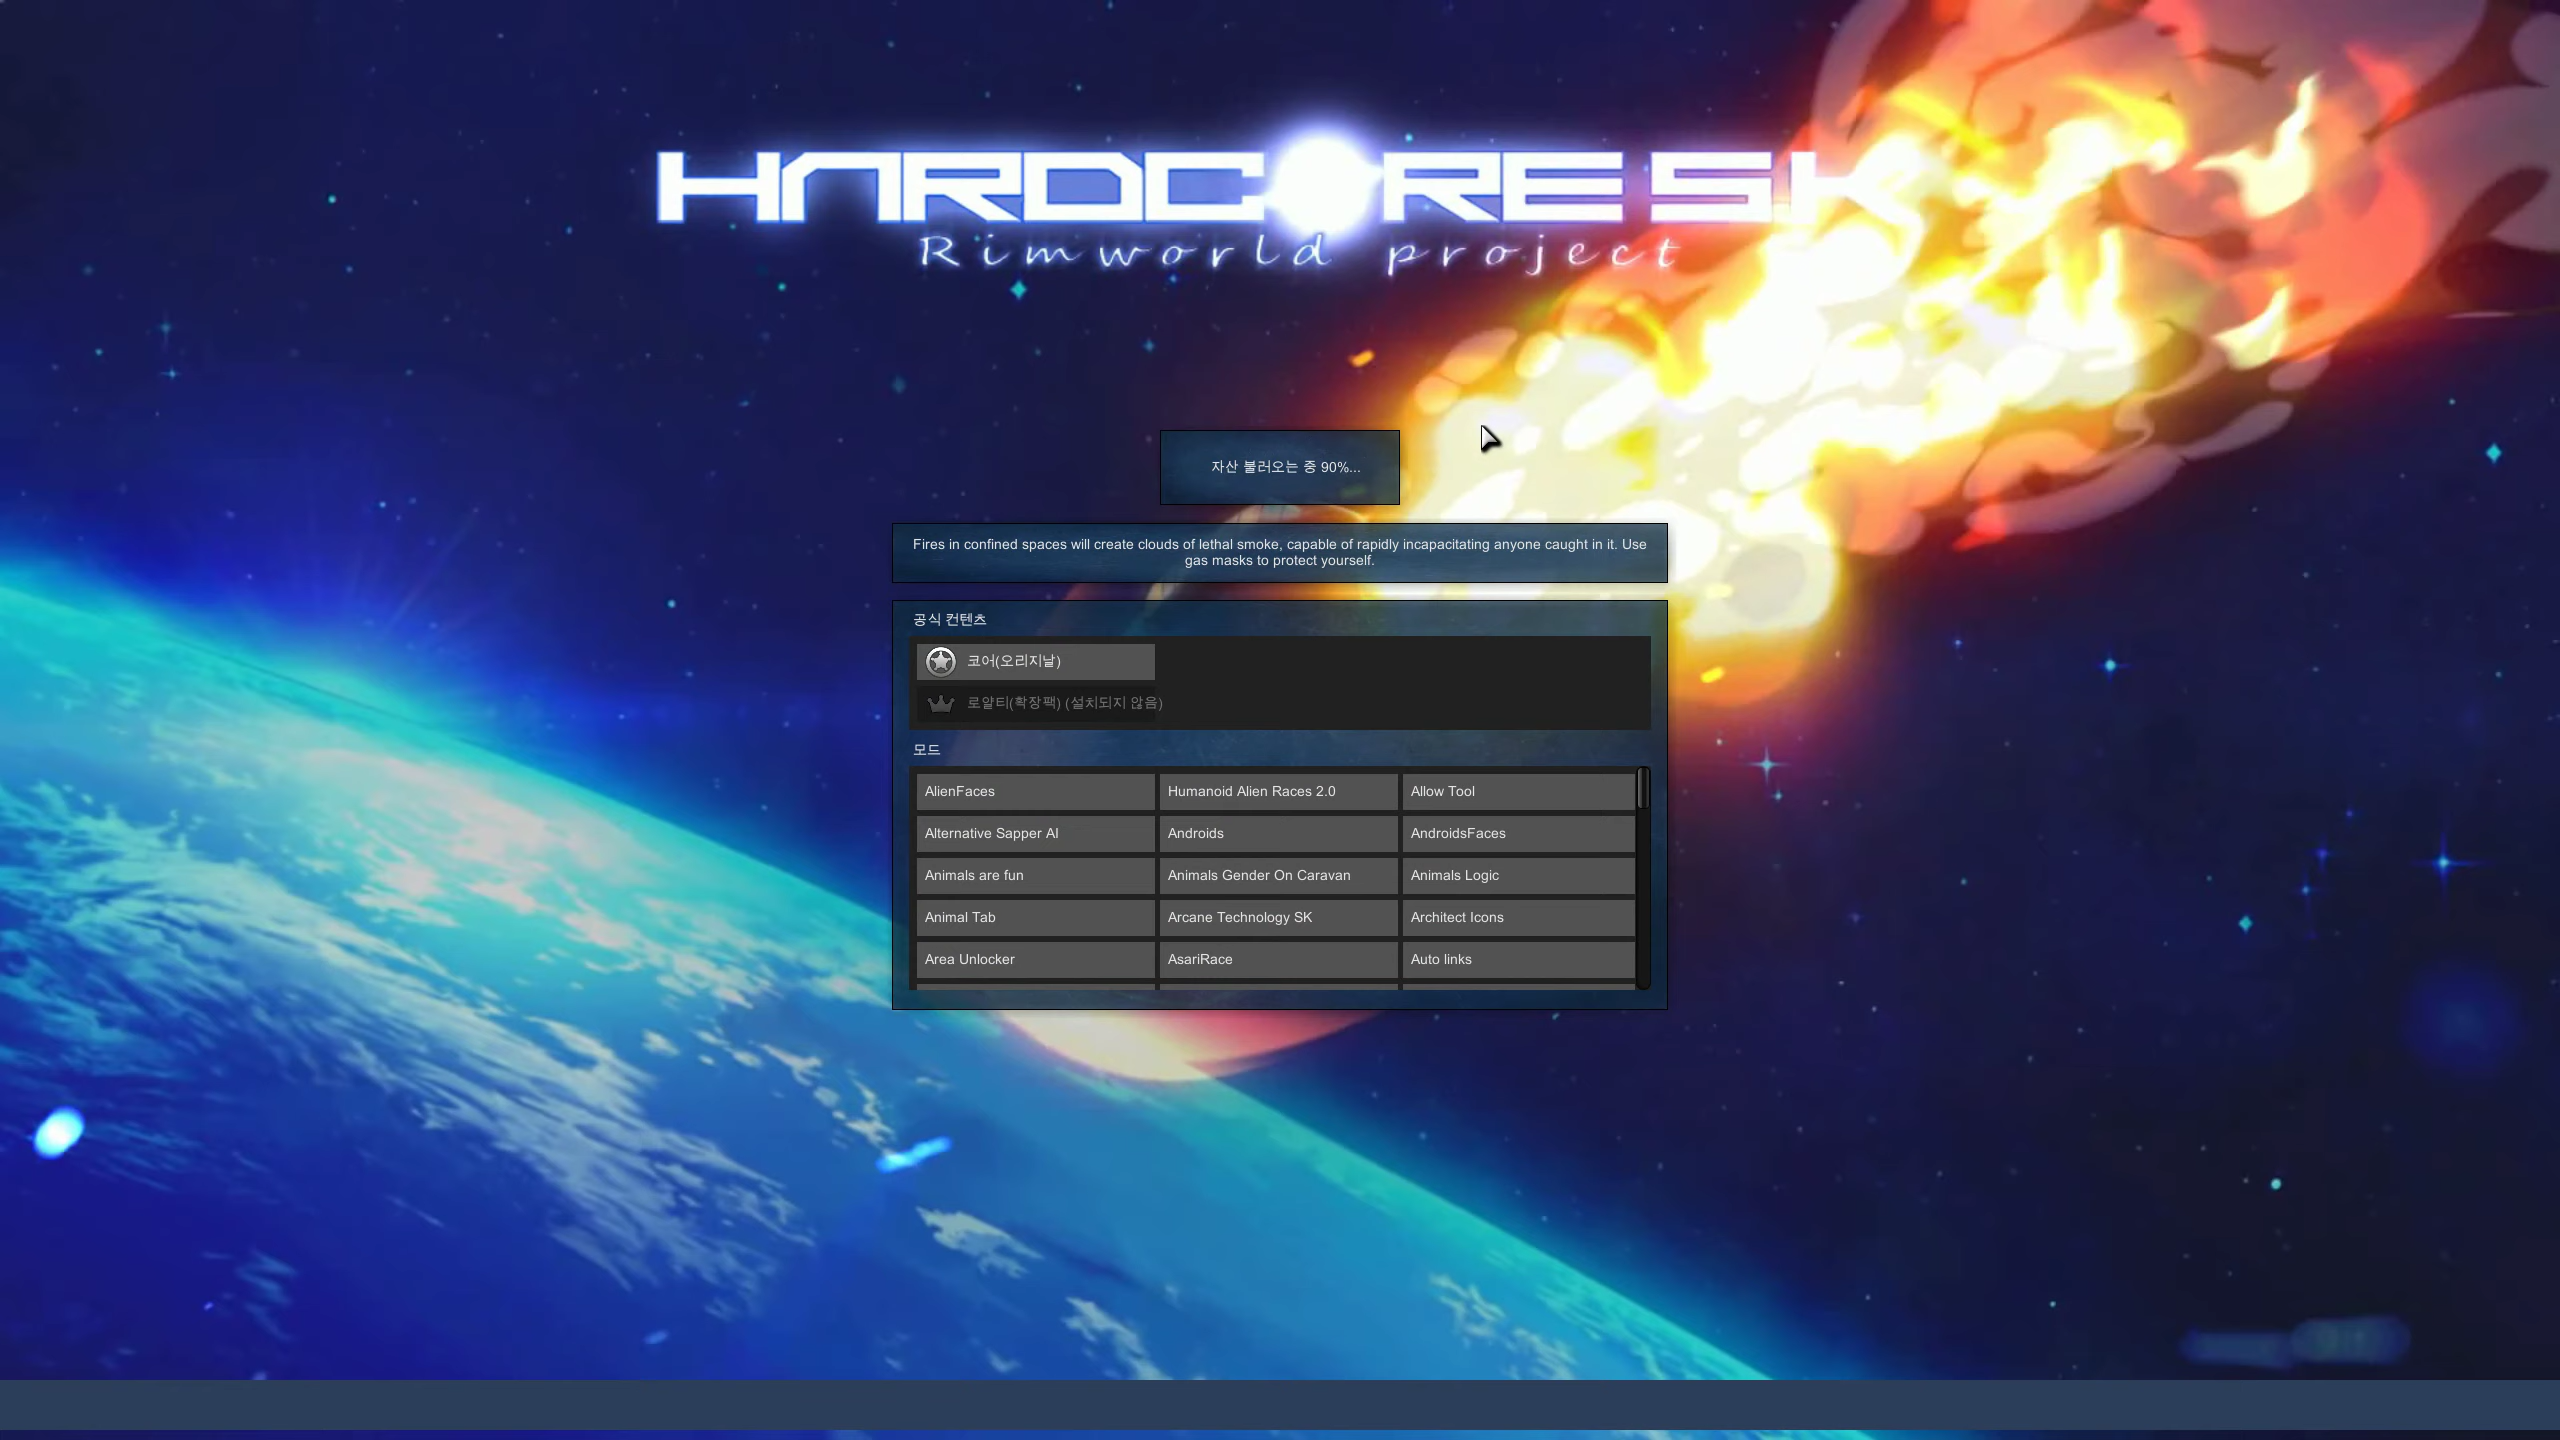 HARDCORE SK
Rimworld project
자산 불러오는 중 90%...
Fires in confined spaces will create clouds of lethal smoke, capable of rapidly incapacitating anyone caught in it. Use
gas masks to protect yourself.
공식 컨텐츠
코어(오리지날)
로얄티(확장팩) (설치되지 않음)
모드
AlienFaces
Humanoid Alien Races 2.0
Allow Tool
Alternative Sapper AI
Androids
AndroidsFaces
Animals are fun
Animals Gender On Caravan
Animals Logic
Animal Tab
Arcane Technology SK
Architect Icons
Area Unlocker
AsariRace
Auto links